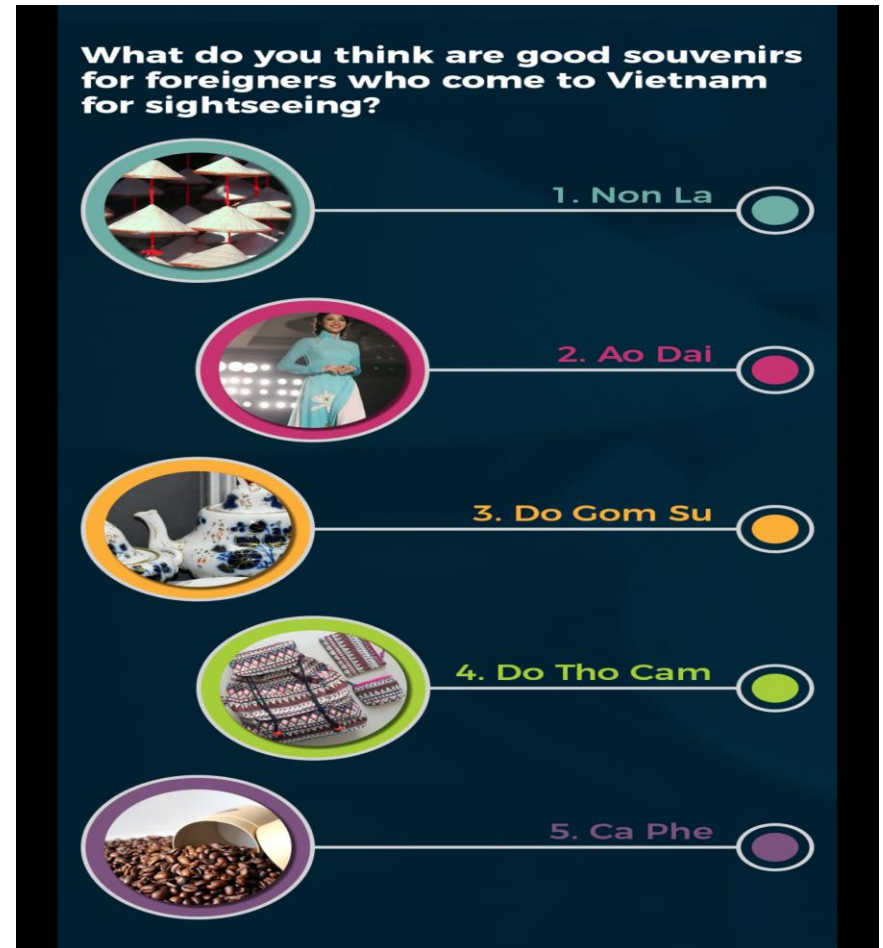 What do you think are good souvenirs
for foreigners who come to Vietnam
for sightseeing?
1. Non La
2. Ao Dai
3. Do Gom Su
4. Do Tho Cam
5. Ca Phe